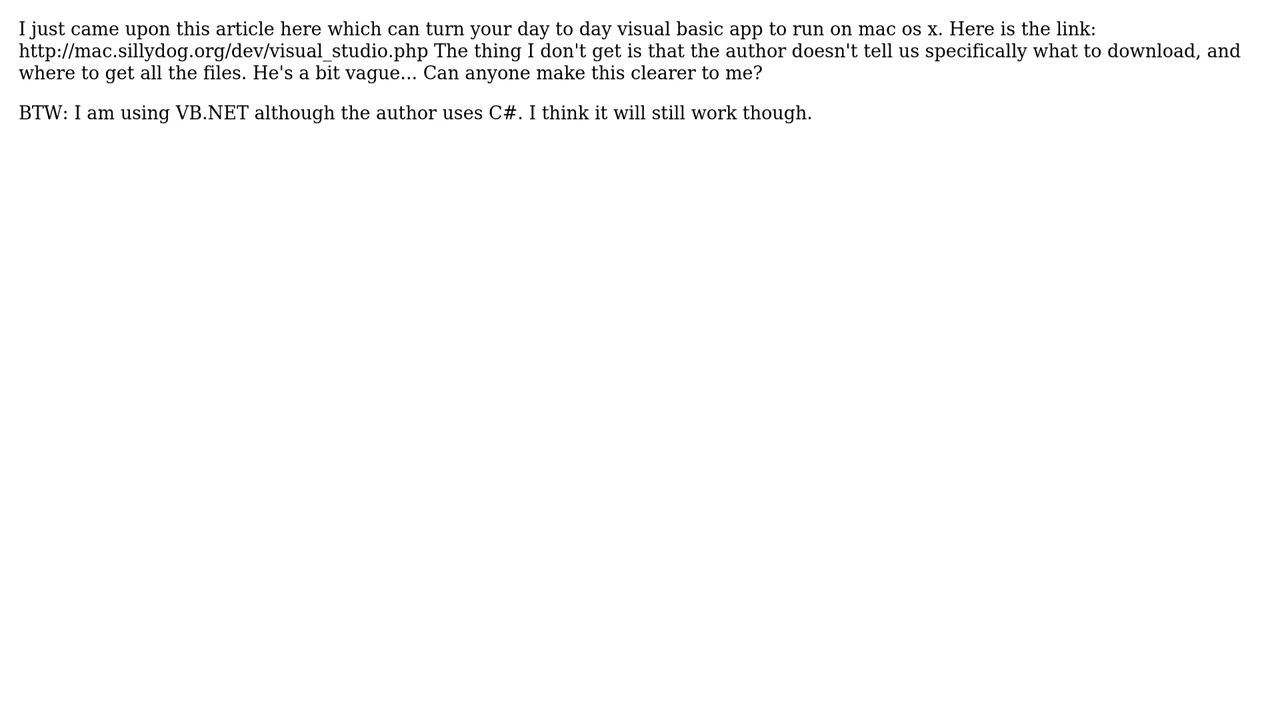 I just came upon this article here which can turn your day to day visual basic app to run on mac os x. Here is the link:
http://mac.sillydog.org/dev/visual_studio.php The thing I don't get is that the author doesn't tell us specifically what to download, and
where to get all the files. He's a bit vague... Can anyone make this clearer to me?
BTW: I am using VB.NET although the author uses C#. I think it will still work though.